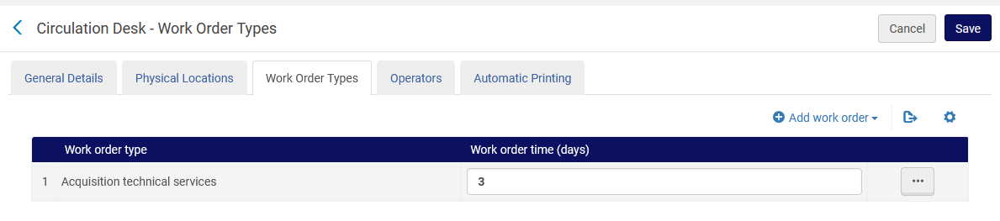 Circulation Desk - Work Order Types
Cancel
Save
General Details
Physical Locations
Work Order Types
Operators
Automatic Printing
Add work order
Work order type
Work order time (days)
1
Acquisition technical services
3